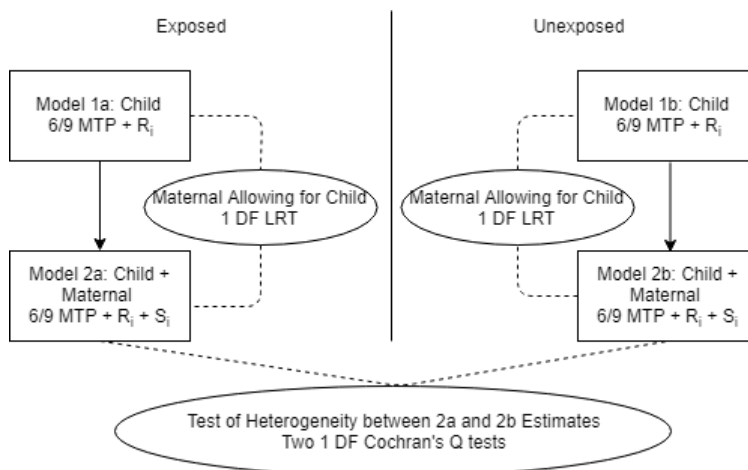 Exposed
Unexposed
Model 1a: Child
6/9 MTP + Ri
Model 1b: Child
6/9 MTP + Ri
Maternal Allowing for Child
1 DF LRT
Maternal Allowing for Child
1 DF LRT
Model 2a: Child +
Maternal
6/9 MTP + Ri + Si
Model 2b: Child +
Maternal
6/9 MTP + Ri + Si
Test of Heterogeneity between 2a and 2b Estimates
Two 1 DF Cochran's Q tests